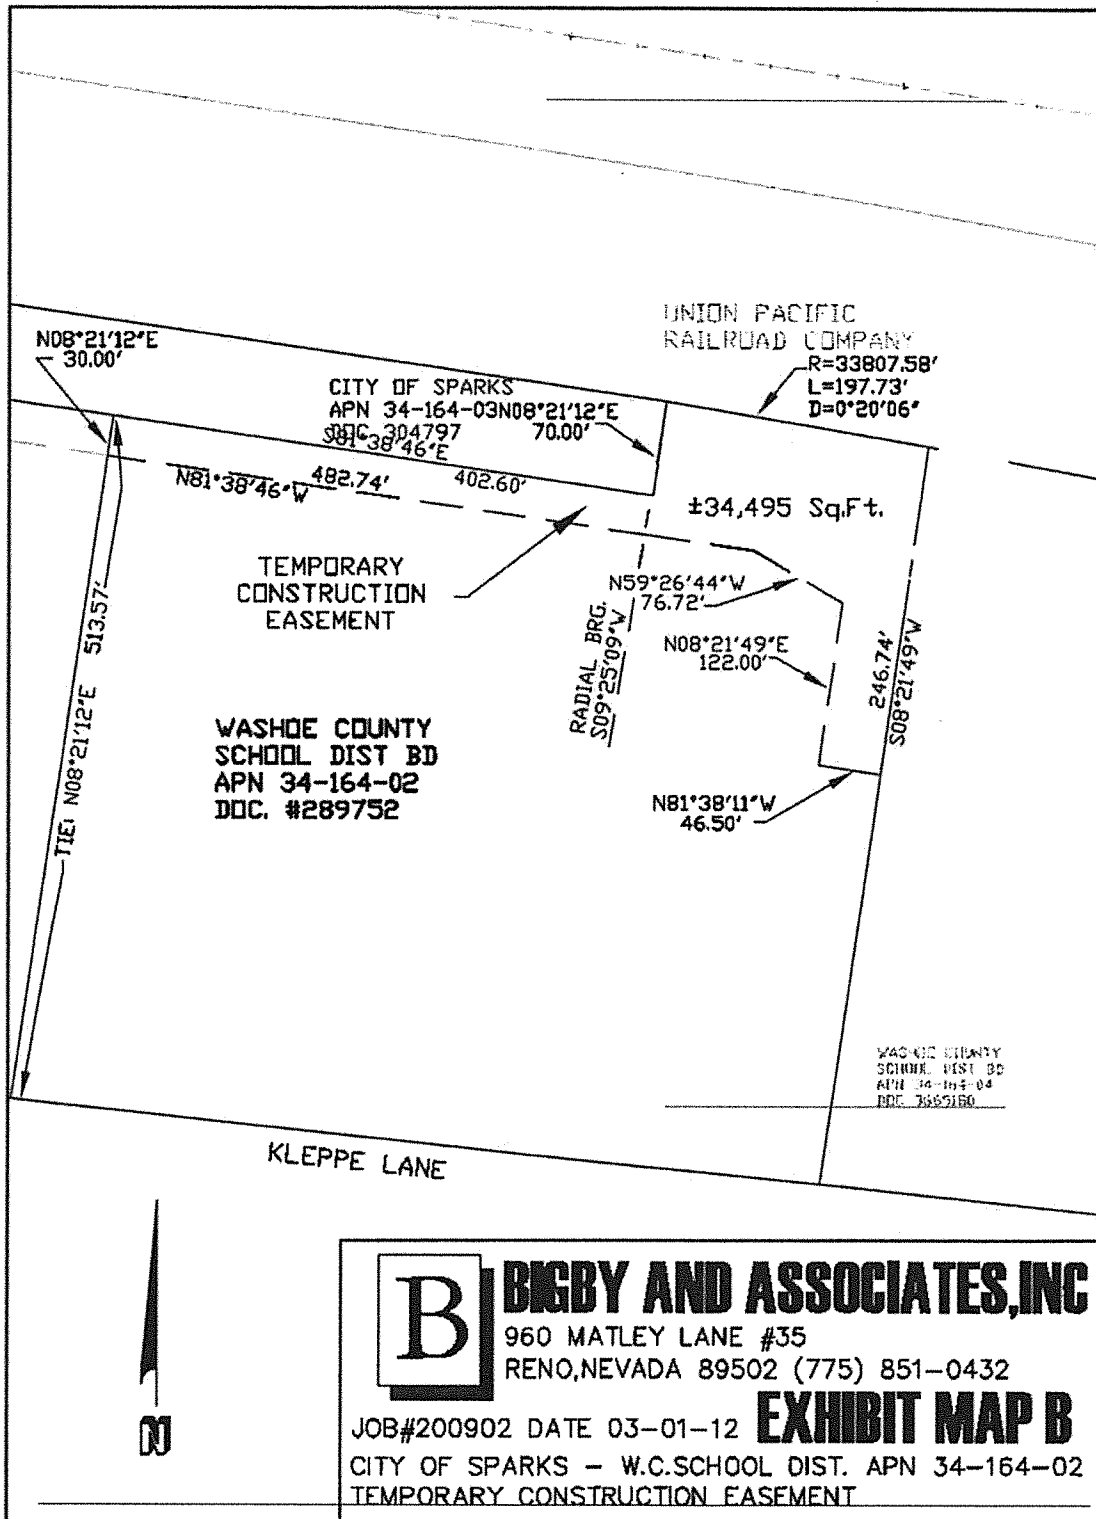 UNION PACIFIC
RAILROAD COMPANY
R=33807.58'
L=197.73'
D=0°20'06"
N08°21'12"E
30.00'
CITY OF SPARKS
APN 34-164-03
DOC 304797
N08°21'12"E
70.00'
S81°38'46"E
402.60'
N81°38'46"W
482.74'
±34,495 Sq.Ft.
TEMPORARY
CONSTRUCTION
EASEMENT
N59°26'44"W
76.72'
RADIAL BRG.
S09°25'09"W
N08°21'49"E
122.00'
246.74'
S08°21'49"W
TIE: N08°21'12"E 513.57'
WASHOE COUNTY
SCHOOL DIST BD
APN 34-164-02
DOC. #289752
N81°38'11"W
46.50'
WASHOE COUNTY
SCHOOL DIST BD
APN 34-164-04
DOC 3665180
KLEPPE LANE
N
B
BIGBY AND ASSOCIATES,INC
960 MATLEY LANE #35
RENO,NEVADA 89502 (775) 851-0432
JOB#200902 DATE 03-01-12 EXHIBIT MAP B
CITY OF SPARKS - W.C.SCHOOL DIST. APN 34-164-02
TEMPORARY CONSTRUCTION EASEMENT